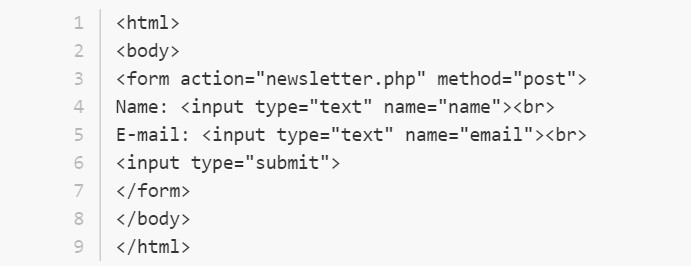 1 <html>
2 <body>
3 <form action="newsletter.php" method="post">
4 Name: <input type="text" name="name"><br>
5 E-mail: <input type="text" name="email"><br>
6 <input type="submit">
7 </form>
8 </body>
9 </html>